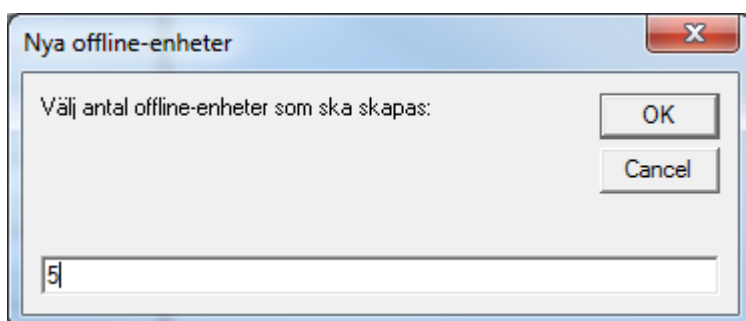 Nya offline-enheter
Välj antal offline-enheter som ska skapas:
OK
Cancel
5